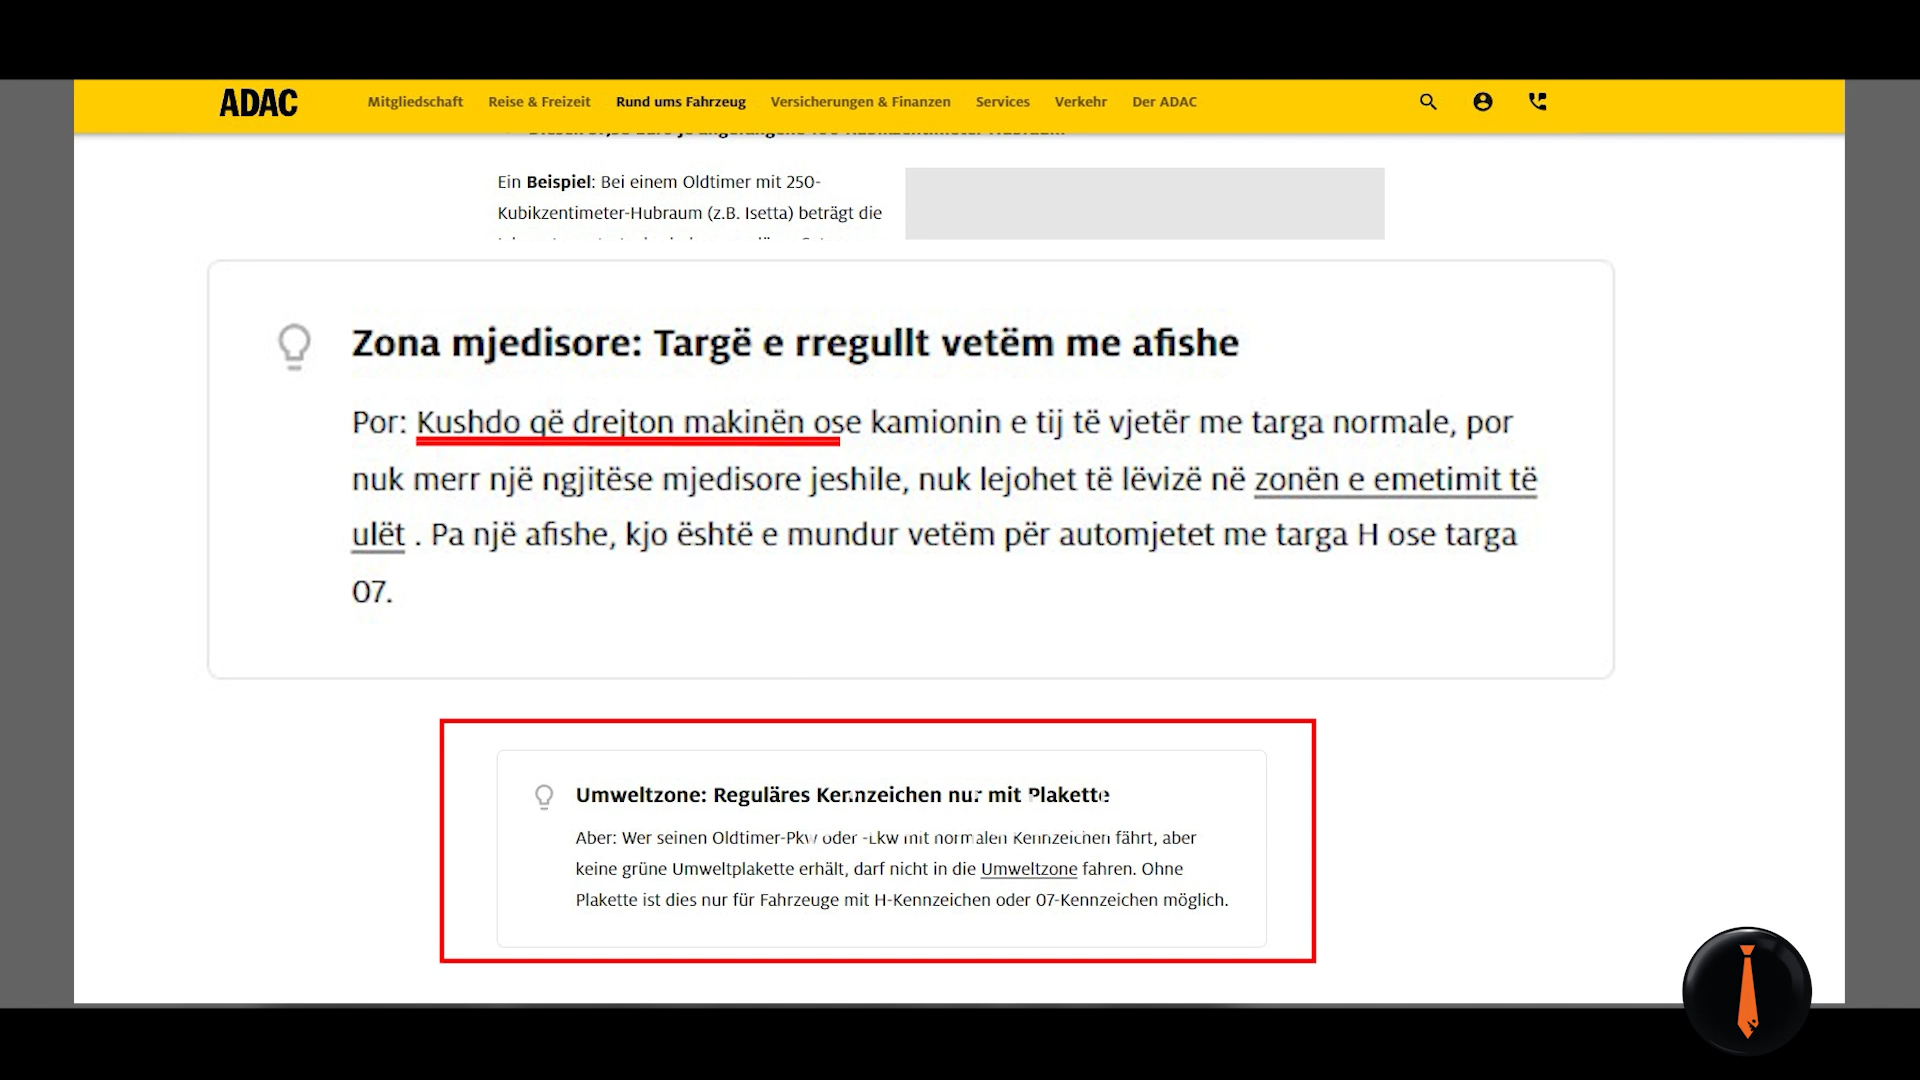 ADAC
Mitgliedschaft Reise & Freizeit Rund ums Fahrzeug Versicherungen & Finanzen Services Verkehr Der ADAC
Ein Beispiel: Bei einem Oldtimer mit 250-
Kubikzentimeter-Hubraum (z.B. Isetta) beträgt die
Zona mjedisore: Targë e rregullt vetëm me afishe
Por: Kushdo që drejton makinën ose kamionin e tij të vjetër me targa normale, por
nuk merr një ngjitëse mjedisore jeshile, nuk lejohet të lëvizë në zonën e emetimit të
ulët . Pa një afishe, kjo është e mundur vetëm për automjetet me targa H ose targa
07.
Umweltzone: Reguläres Kennzeichen nur mit Plakette
Aber: Wer seinen Oldtimer-Pkw oder -Lkw mit normalen Kennzeichen fährt, aber
keine grüne Umweltplakette erhält, darf nicht in die Umweltzone fahren. Ohne
Plakette ist dies nur für Fahrzeuge mit H-Kennzeichen oder 07-Kennzeichen möglich.